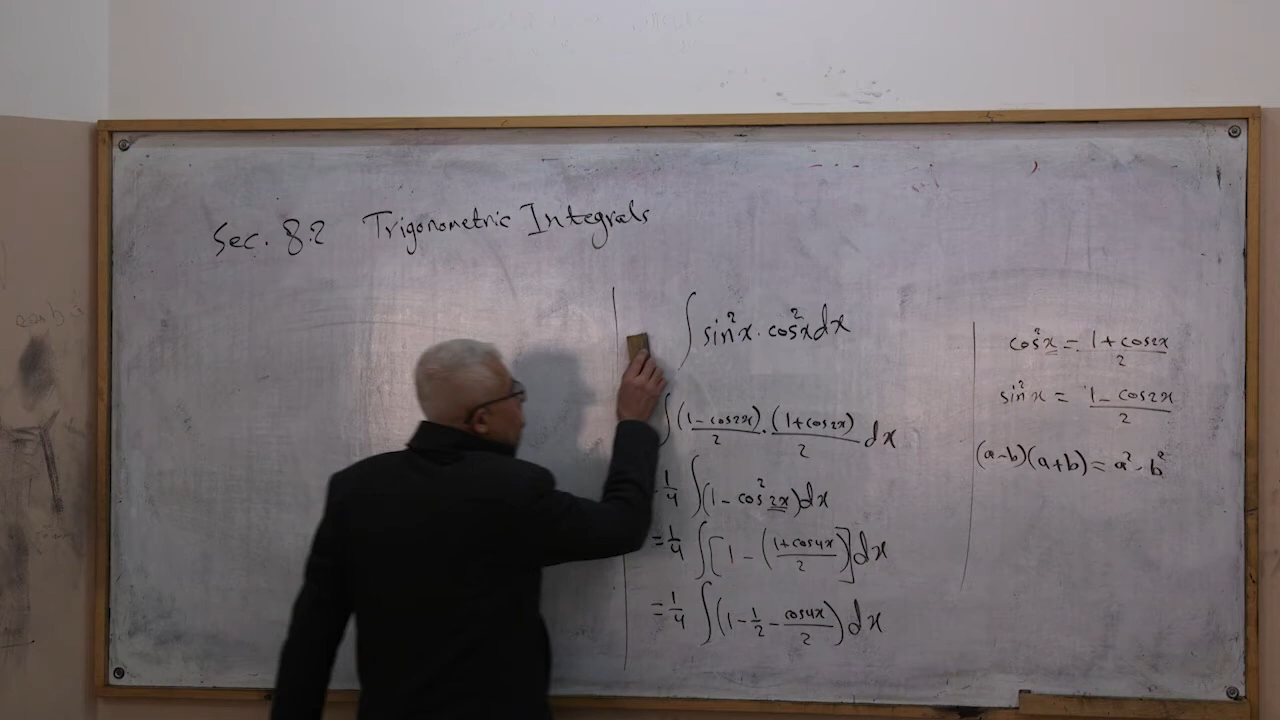 Sec. 8.2 Trigonometric Integrals
∫ sin²x · cos²x dx
∫ (1 - cos2x)/2 · (1 + cos2x)/2 dx
1/4 ∫ (1 - cos²2x) dx
= 1/4 ∫ [1 - ((1 + cos4x)/2)] dx
= 1/4 ∫ (1 - 1/2 - cos4x/2) dx
cos²x = (1 + cos2x)/2
sin²x = (1 - cos2x)/2
(a - b)(a + b) = a² - b²